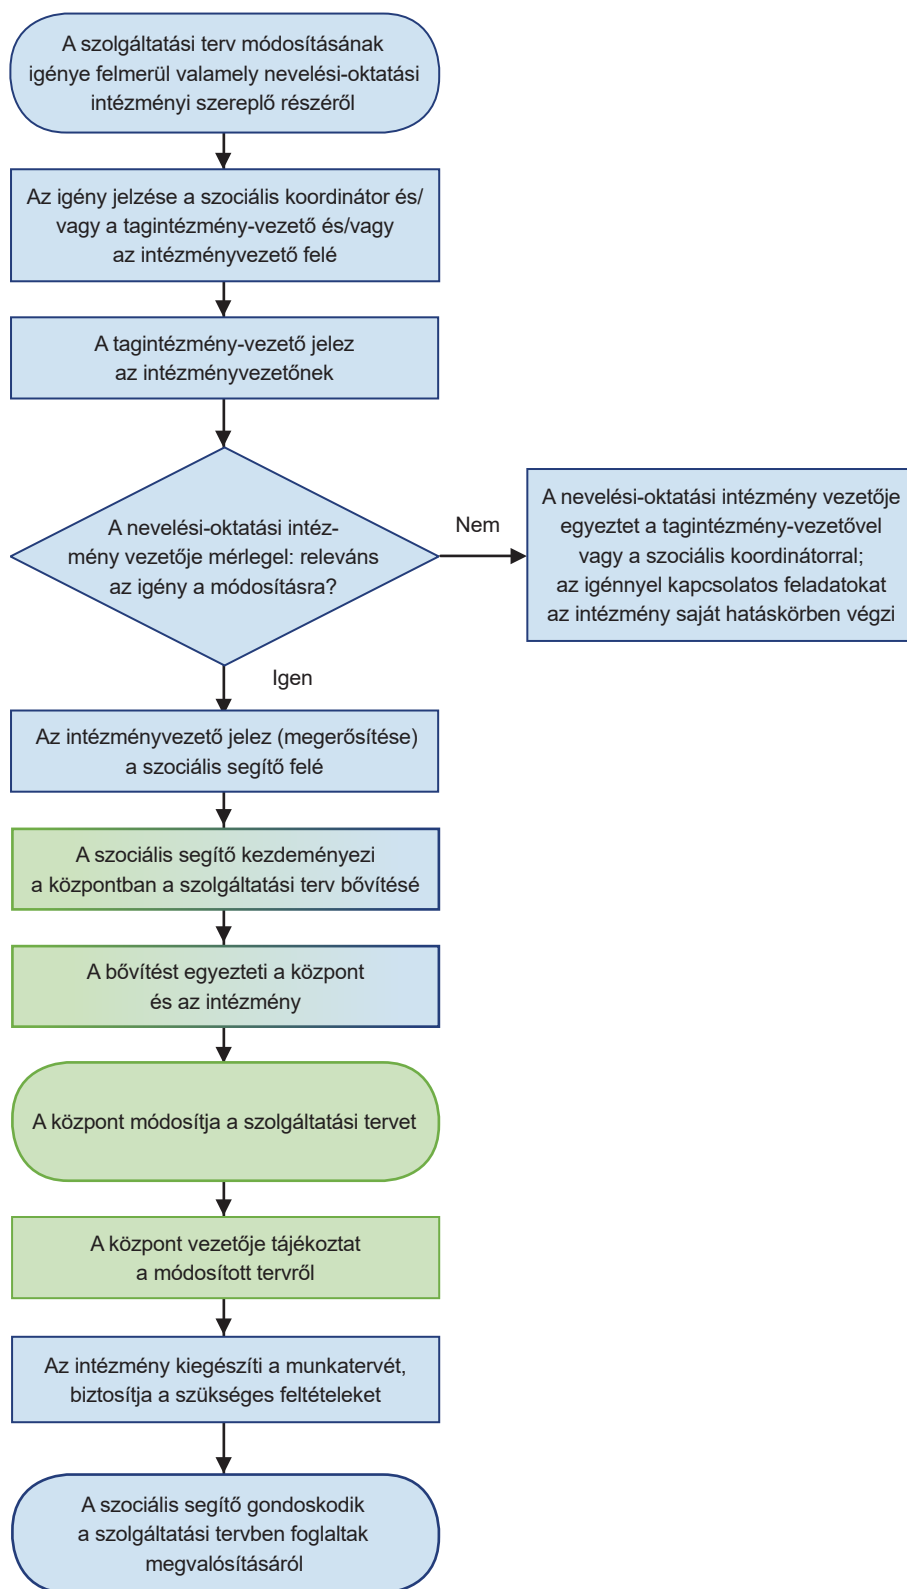 A szolgáltatási terv módosításának
igénye felmerül valamely nevelési-oktatási
intézményi szereplő részéről
Az igény jelzése a szociális koordinátor és/
vagy a tagintézmény-vezető és/vagy
az intézményvezető felé
A tagintézmény-vezető jelez
az intézményvezetőnek
A nevelési-oktatási intéz-
mény vezetője mérlegel: releváns
az igény a módosításra?
Nem
A nevelési-oktatási intézmény vezetője
egyeztet a tagintézmény-vezetővel
vagy a szociális koordinátorral;
az igénnyel kapcsolatos feladatokat
az intézmény saját hatáskörben végzi
Igen
Az intézményvezető jelez (megerősítése)
a szociális segítő felé
A szociális segítő kezdeményezi
a központban a szolgáltatási terv bővítésé
A bővítést egyezteti a központ
és az intézmény
A központ módosítja a szolgáltatási tervet
A központ vezetője tájékoztat
a módosított tervről
Az intézmény kiegészíti a munkatervét,
biztosítja a szükséges feltételeket
A szociális segítő gondoskodik
a szolgáltatási tervben foglaltak
megvalósításáról